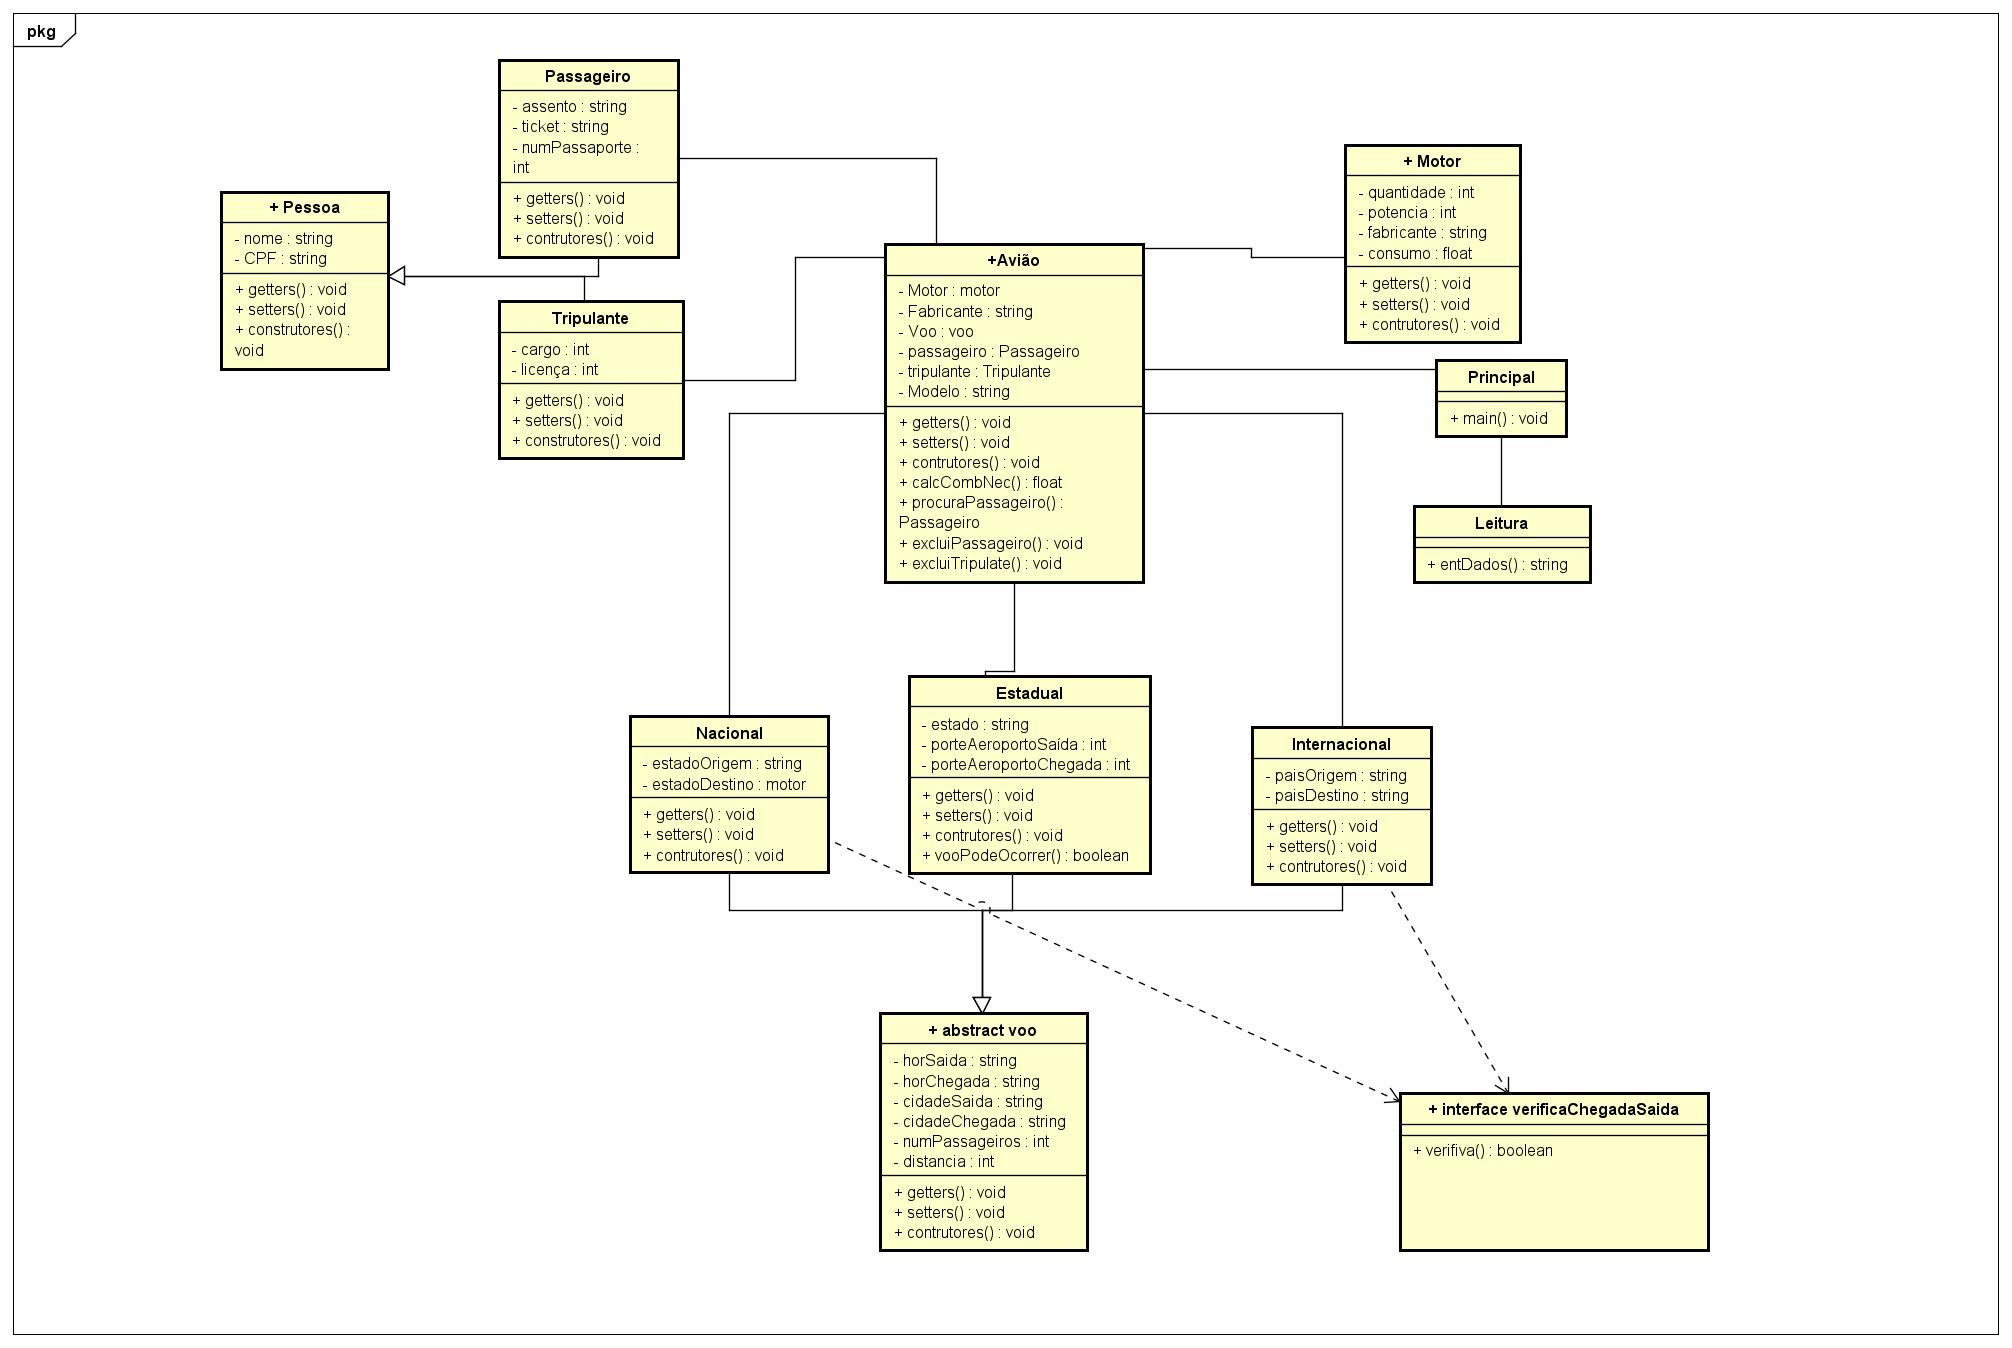 pkg
Passageiro
- assento : string
- ticket : string
- numPassaporte :
int
+ getters() : void
+ setters() : void
+ contrutores() : void
+ Pessoa
- nome : string
- CPF : string
+ getters() : void
+ setters() : void
+ construtores() :
void
Tripulante
- cargo : int
- licença : int
+ getters() : void
+ setters() : void
+ construtores() : void
+Avião
- Motor : motor
- Fabricante : string
- Voo : voo
- passageiro : Passageiro
- tripulante : Tripulante
- Modelo : string
+ getters() : void
+ setters() : void
+ contrutores() : void
+ calcCombNec() : float
+ procuraPassageiro() :
Passageiro
+ excluiPassageiro() : void
+ excluiTripulate() : void
+ Motor
- quantidade : int
- potencia : int
- fabricante : string
- consumo : float
+ getters() : void
+ setters() : void
+ contrutores() : void
Principal
+ main() : void
Leitura
+ entDados() : string
Nacional
- estadoOrigem : string
- estadoDestino : motor
+ getters() : void
+ setters() : void
+ contrutores() : void
Estadual
- estado : string
- porteAeroportoSaída : int
- porteAeroportoChegada : int
+ getters() : void
+ setters() : void
+ contrutores() : void
+ vooPodeOcorrer() : boolean
Internacional
- paisOrigem : string
- paisDestino : string
+ getters() : void
+ setters() : void
+ contrutores() : void
+ abstract voo
- horSaida : string
- horChegada : string
- cidadeSaida : string
- cidadeChegada : string
- numPassageiros : int
- distancia : int
+ getters() : void
+ setters() : void
+ contrutores() : void
+ interface verificaChegadaSaida
+ verifiva() : boolean